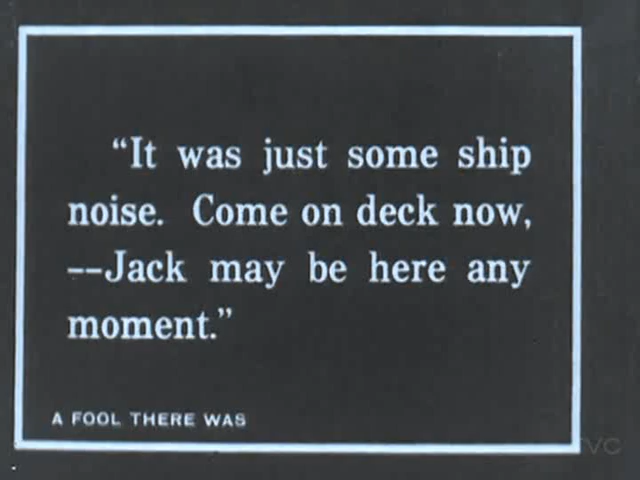 “It was just some ship
noise. Come on deck now,
--Jack may be here any
moment.”
A FOOL THERE WAS